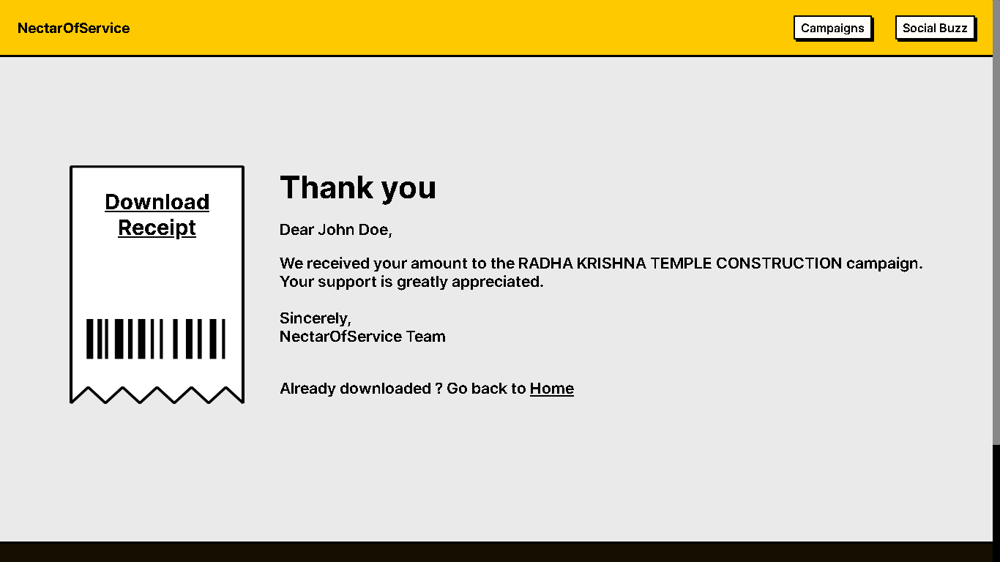 NectarOfService
Campaigns
Social Buzz
Download
Receipt
Thank you
Dear John Doe,
We received your amount to the RADHA KRISHNA TEMPLE CONSTRUCTION campaign.
Your support is greatly appreciated.
Sincerely,
NectarOfService Team
Already downloaded ? Go back to Home